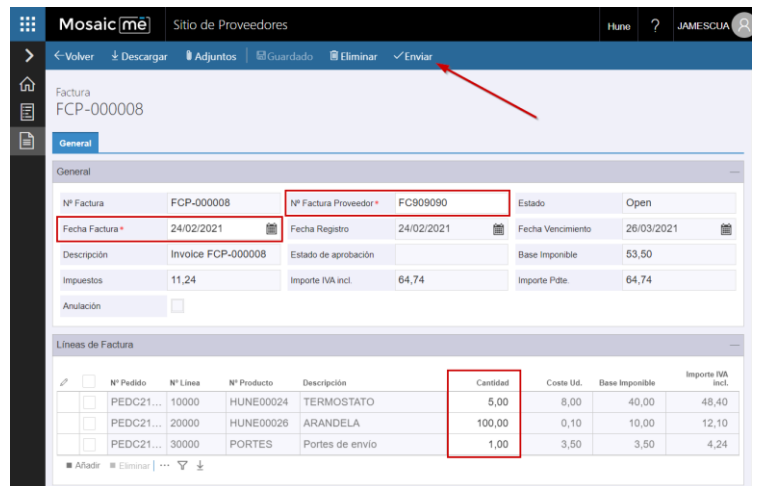 Mosaic mē Sitio de Proveedores Hune ? JAMESCUA
Volver Descargar Adjuntos Guardado Eliminar Enviar
Factura
FCP-000008
General
General
Nº Factura FCP-000008 Nº Factura Proveedor* FC909090 Estado Open
Fecha Factura* 24/02/2021 Fecha Registro 24/02/2021 Fecha Vencimiento 26/03/2021
Descripción Invoice FCP-000008 Estado de aprobación Base Imponible 53,50
Impuestos 11,24 Importe IVA incl. 64,74 Importe Pdte. 64,74
Anulación
Líneas de Factura
Nº Pedido Nº Linea Nº Producto Descripción Cantidad Coste Ud. Base Imponible Importe IVA incl.
PEDC21... 10000 HUNE00024 TERMOSTATO 5,00 8,00 40,00 48,40
PEDC21... 20000 HUNE00026 ARANDELA 100,00 0,10 10,00 12,10
PEDC21... 30000 PORTES Portes de envío 1,00 3,50 3,50 4,24
Añadir Eliminar | ...